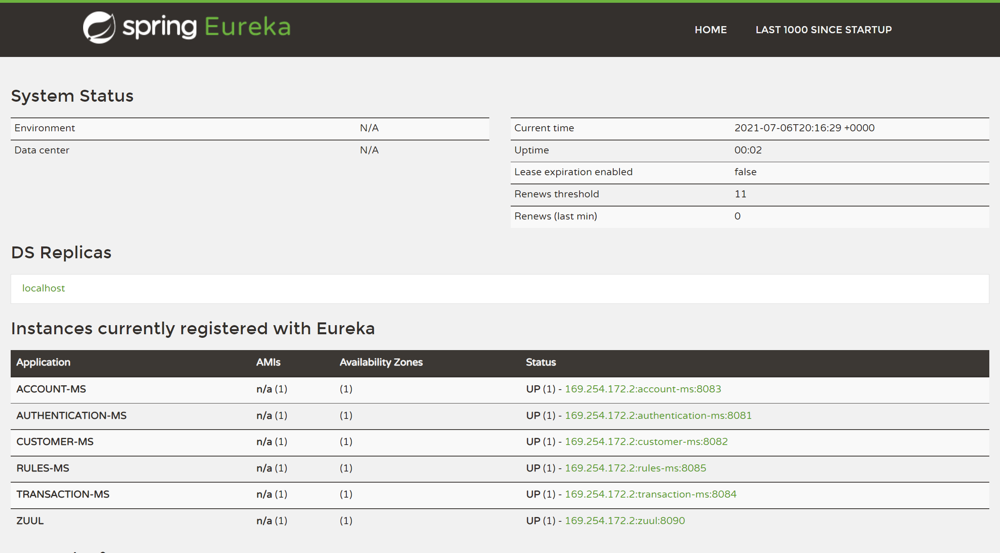 spring Eureka
HOME LAST 1000 SINCE STARTUP
System Status
Environment N/A
Data center N/A
Current time 2021-07-06T20:16:29 +0000
Uptime 00:02
Lease expiration enabled false
Renews threshold 11
Renews (last min) 0
DS Replicas
localhost
Instances currently registered with Eureka
Application AMIs Availability Zones Status
ACCOUNT-MS n/a (1) (1) UP (1) - 169.254.172.2:account-ms:8083
AUTHENTICATION-MS n/a (1) (1) UP (1) - 169.254.172.2:authentication-ms:8081
CUSTOMER-MS n/a (1) (1) UP (1) - 169.254.172.2:customer-ms:8082
RULES-MS n/a (1) (1) UP (1) - 169.254.172.2:rules-ms:8085
TRANSACTION-MS n/a (1) (1) UP (1) - 169.254.172.2:transaction-ms:8084
ZUUL n/a (1) (1) UP (1) - 169.254.172.2:zuul:8090